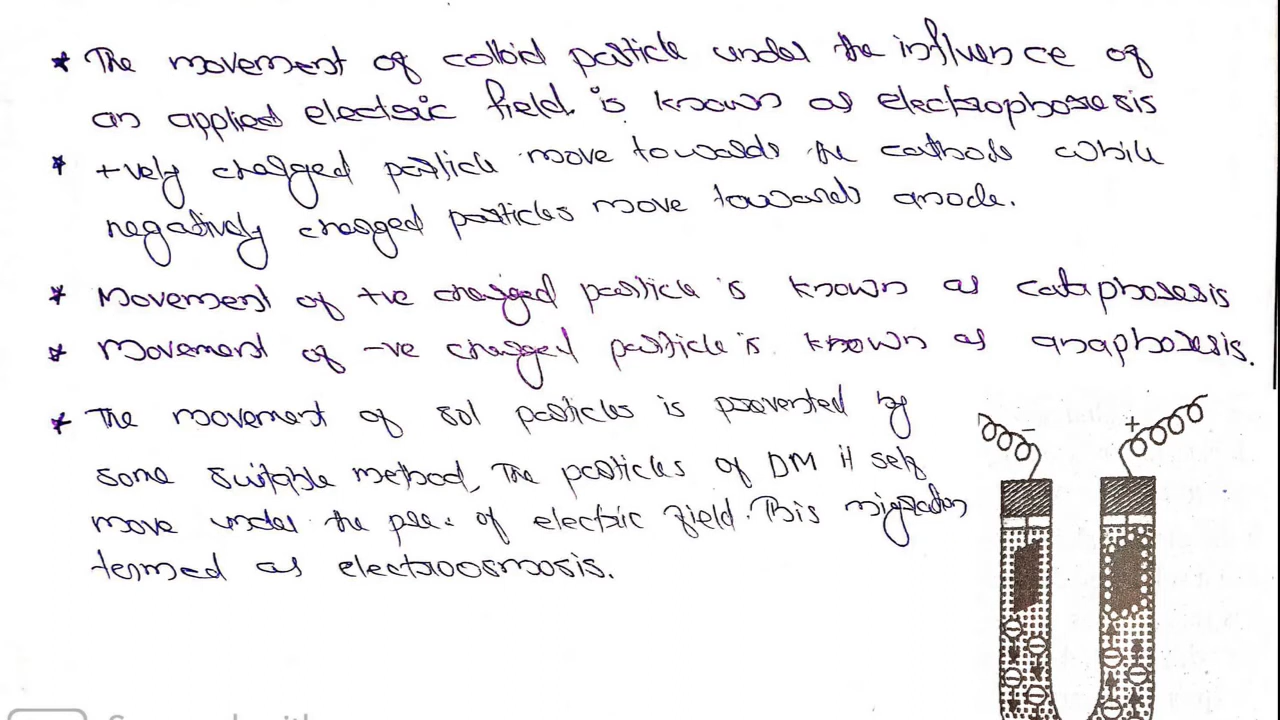 * The movement of colloid particle under the influence of
an applied electric field. is known as electrophoresis
* +vely charged particle move towards the cathode while
negatively charged particles move towards anode.
* Movement of +ve charged particle is known as cataphoresis
* Movement of -ve charged particle is known as anaphoresis.
* The movement of sol particles is prevented by
some suitable method, The particles of DM it self
move under the pre. of electric field. This migration
termed as electroosmosis.
− +